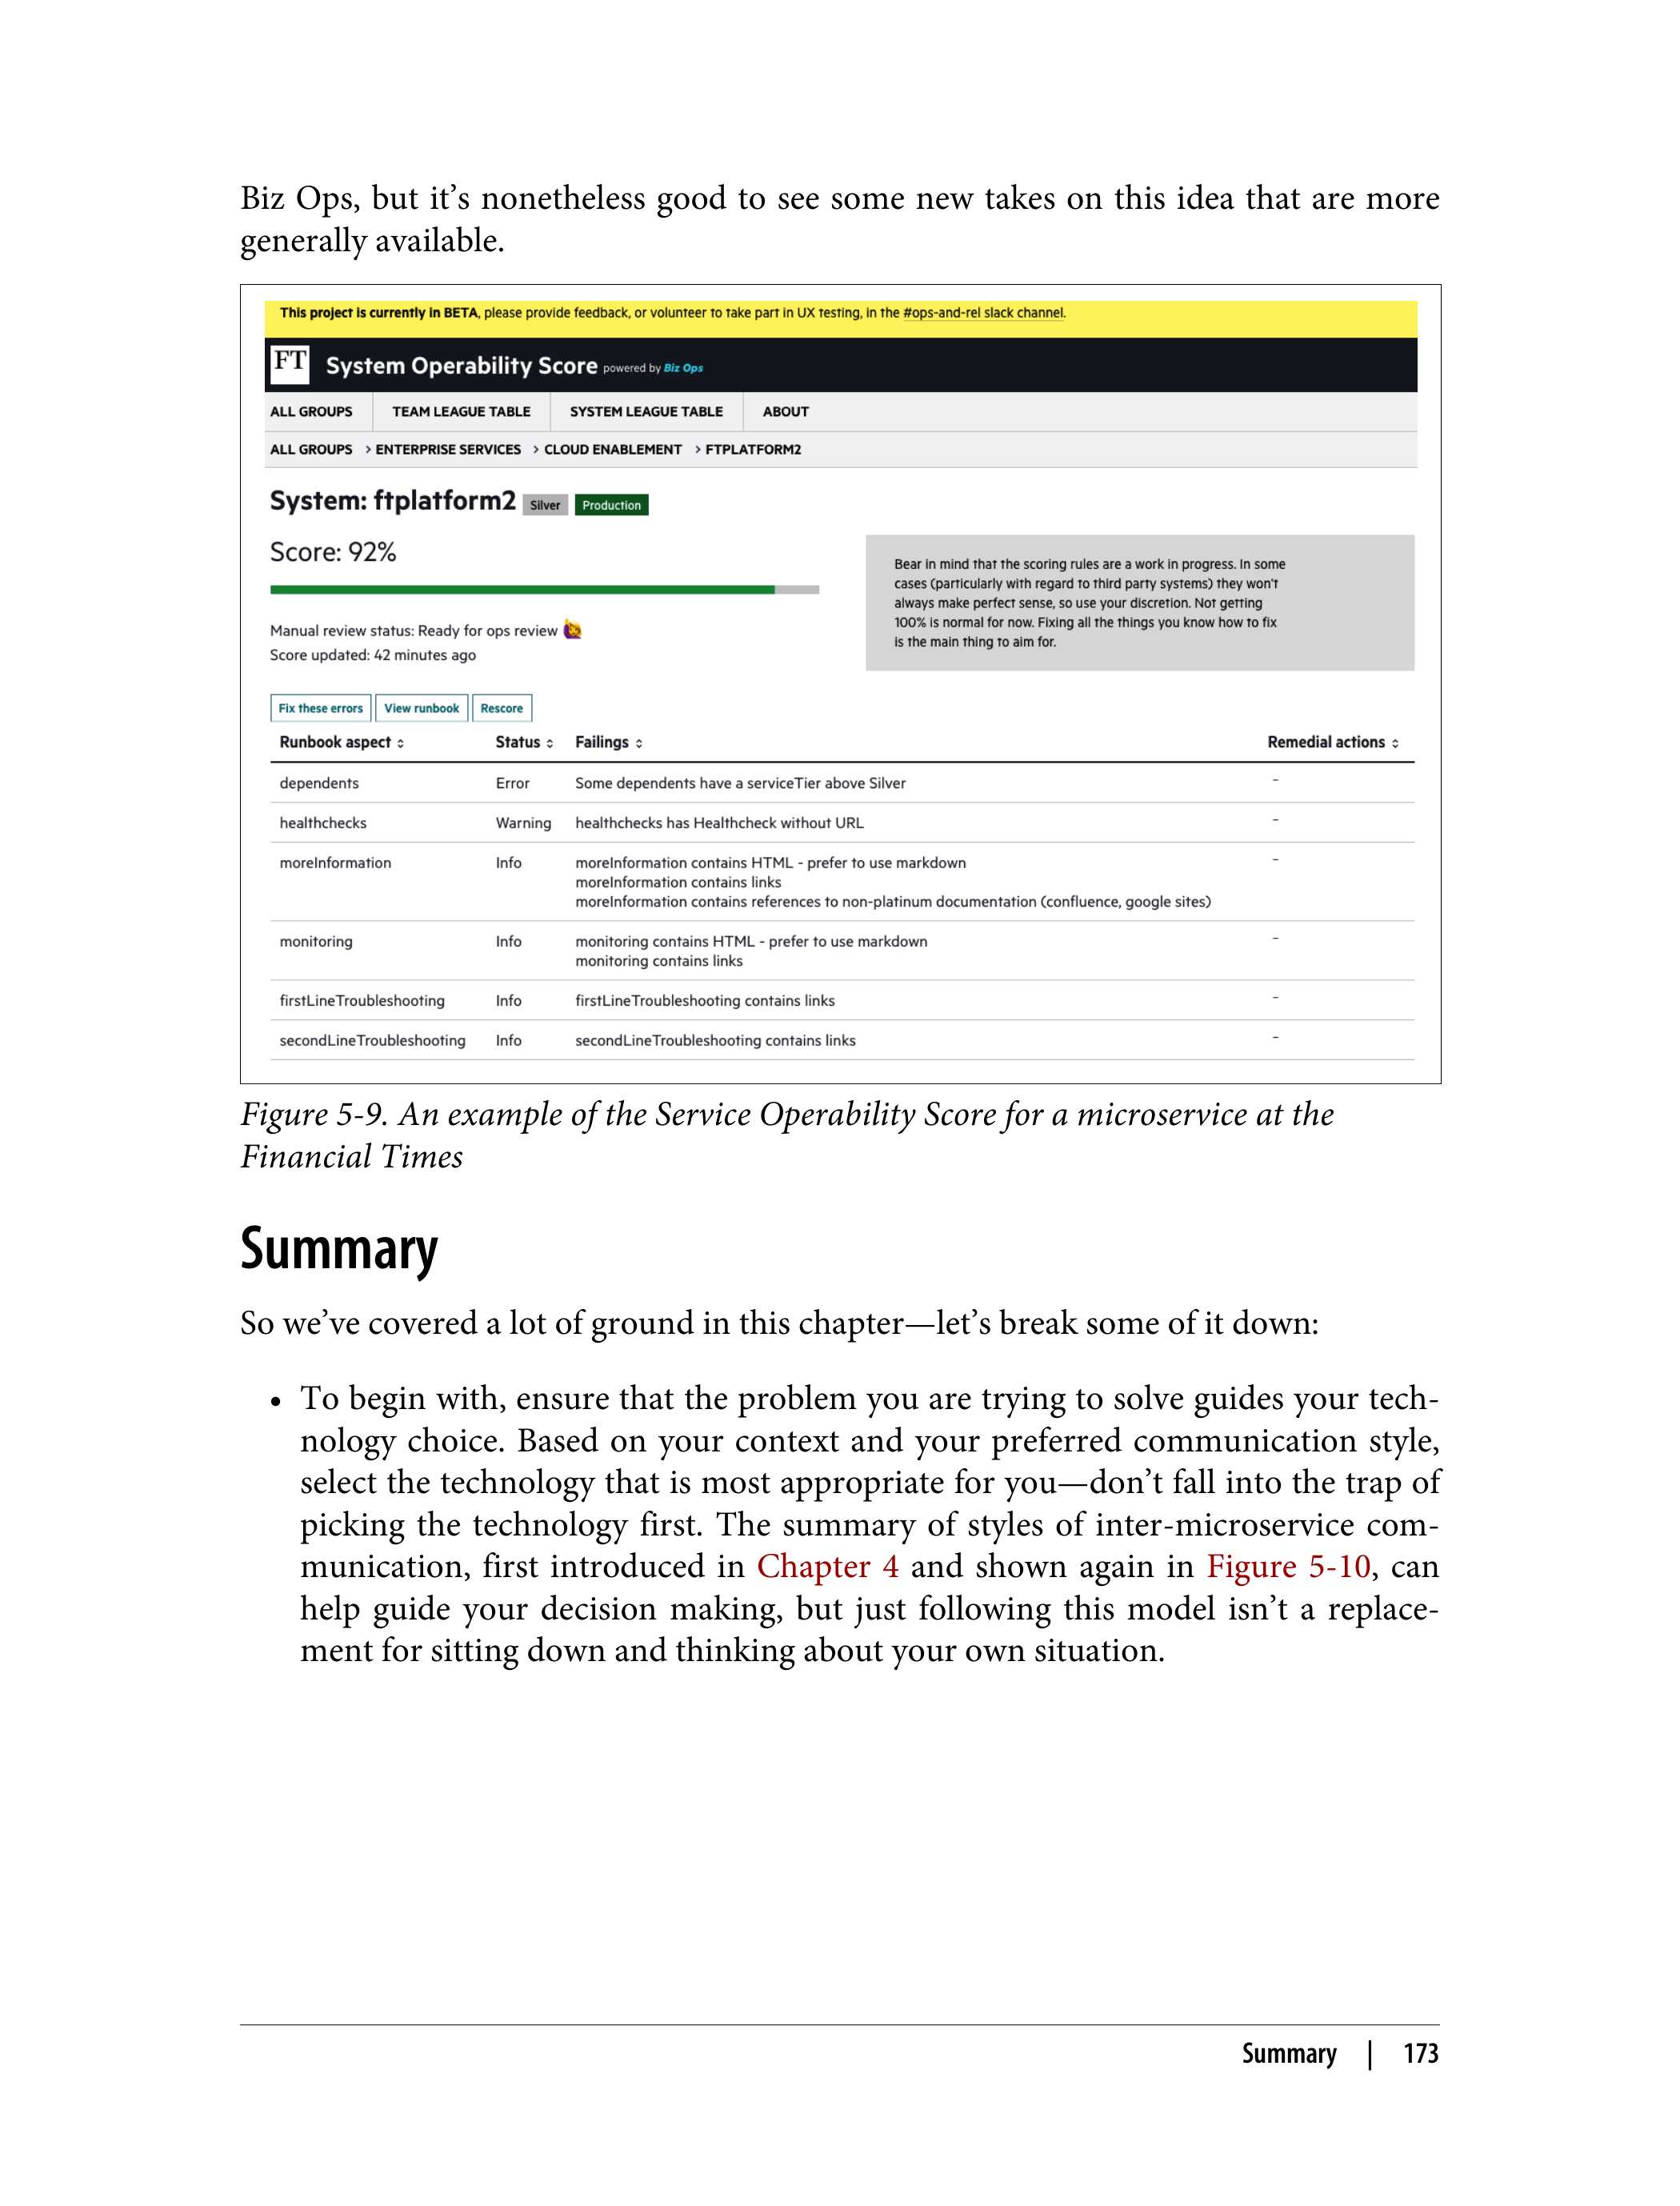 Biz Ops, but it’s nonetheless good to see some new takes on this idea that are more
generally available.
This project is currently in BETA, please provide feedback, or volunteer to take part in UX testing, in the #ops-and-rel slack channel.
FT System Operability Score powered by Biz Ops
ALL GROUPS TEAM LEAGUE TABLE SYSTEM LEAGUE TABLE ABOUT
ALL GROUPS > ENTERPRISE SERVICES > CLOUD ENABLEMENT > FTPLATFORM2
System: ftplatform2 Silver Production
Score: 92%
Manual review status: Ready for ops review 🙋
Score updated: 42 minutes ago
Bear in mind that the scoring rules are a work in progress. In some
cases (particularly with regard to third party systems) they won't
always make perfect sense, so use your discretion. Not getting
100% is normal for now. Fixing all the things you know how to fix
is the main thing to aim for.
Fix these errors View runbook Rescore
Runbook aspect Status Failings Remedial actions
dependents Error Some dependents have a serviceTier above Silver –
healthchecks Warning healthchecks has Healthcheck without URL –
moreInformation Info moreInformation contains HTML - prefer to use markdown –
moreInformation contains links
moreInformation contains references to non-platinum documentation (confluence, google sites)
monitoring Info monitoring contains HTML - prefer to use markdown –
monitoring contains links
firstLineTroubleshooting Info firstLineTroubleshooting contains links –
secondLineTroubleshooting Info secondLineTroubleshooting contains links –
Figure 5-9. An example of the Service Operability Score for a microservice at the
Financial Times
Summary
So we’ve covered a lot of ground in this chapter—let’s break some of it down:
• To begin with, ensure that the problem you are trying to solve guides your tech-
nology choice. Based on your context and your preferred communication style,
select the technology that is most appropriate for you—don’t fall into the trap of
picking the technology first. The summary of styles of inter-microservice com-
munication, first introduced in Chapter 4 and shown again in Figure 5-10, can
help guide your decision making, but just following this model isn’t a replace-
ment for sitting down and thinking about your own situation.
Summary | 173